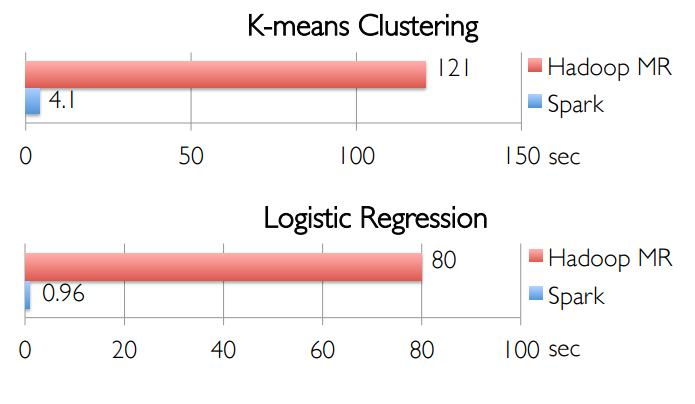 K-means Clustering
121
Hadoop MR
4.1
Spark
0 50 100 150 sec
Logistic Regression
80
Hadoop MR
0.96
Spark
0 20 40 60 80 100 sec